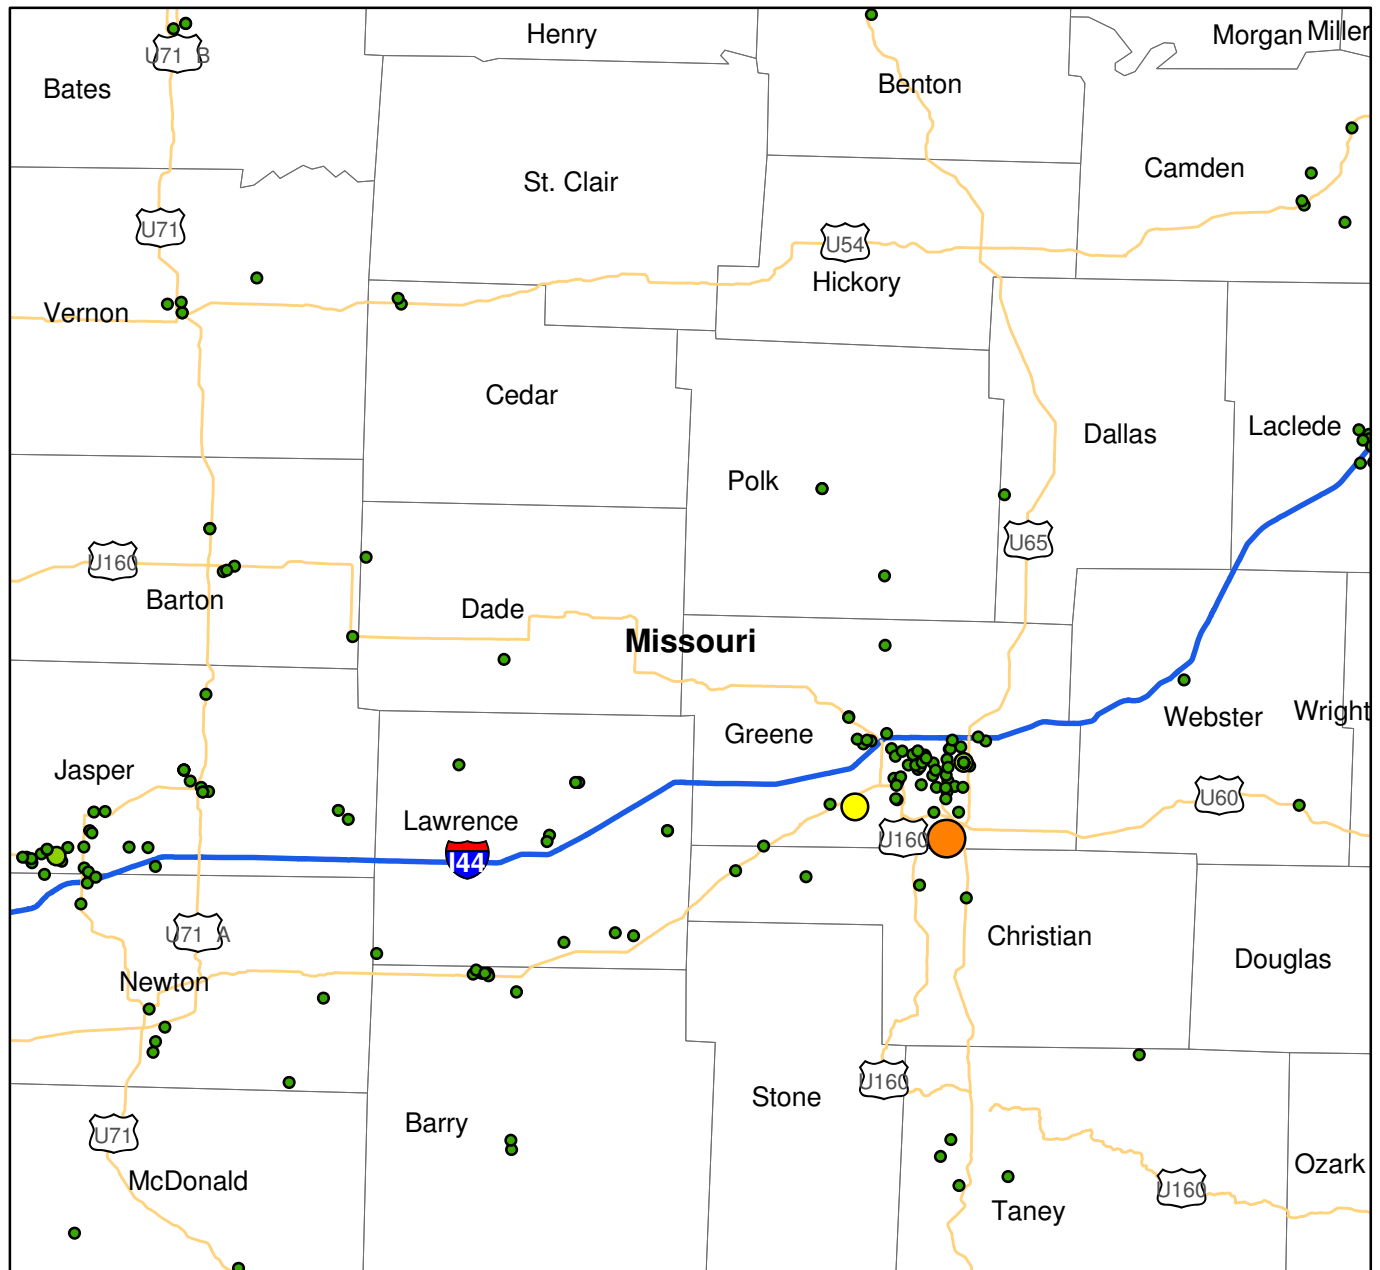 Henry
Morgan Miller
U71 B
Bates
Benton
Camden
St. Clair
U71
U54
Hickory
Vernon
Cedar
Dallas
Laclede
Polk
U65
U160
Barton
Dade
Missouri
Greene
Webster
Wright
Jasper
U60
Lawrence
U160
I44
U71 A
Christian
Newton
Douglas
U160
Stone
Barry
U71
McDonald
Ozark
U160
Taney